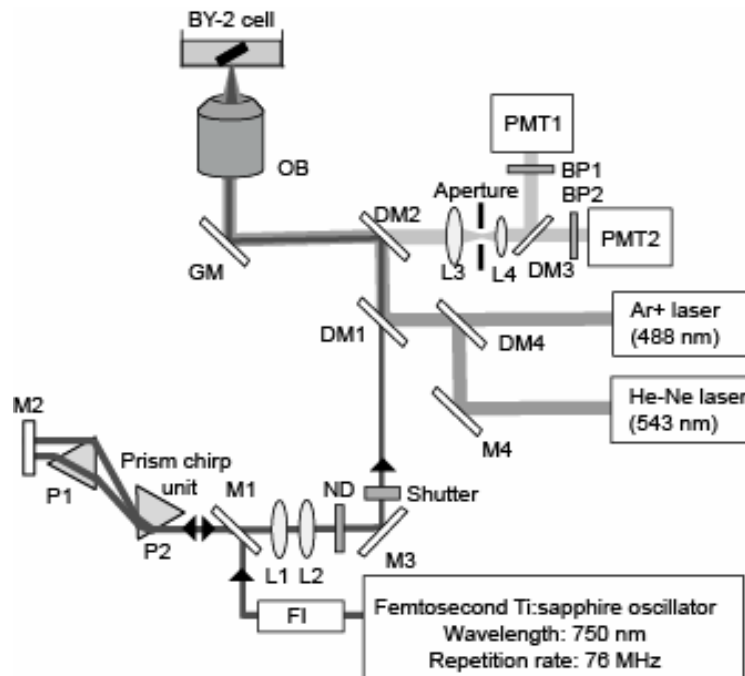 BY-2 cell
PMT1
OB
BP1
Aperture
BP2
DM2
PMT2
GM
L3
L4
DM3
Ar+ laser
(488 nm)
DM1
DM4
He-Ne laser
(543 nm)
M2
M4
Prism chirp
unit
P1
M1
ND
Shutter
P2
L1
L2
M3
FI
Femtosecond Ti:sapphire oscillator
Wavelength: 750 nm
Repetition rate: 76 MHz